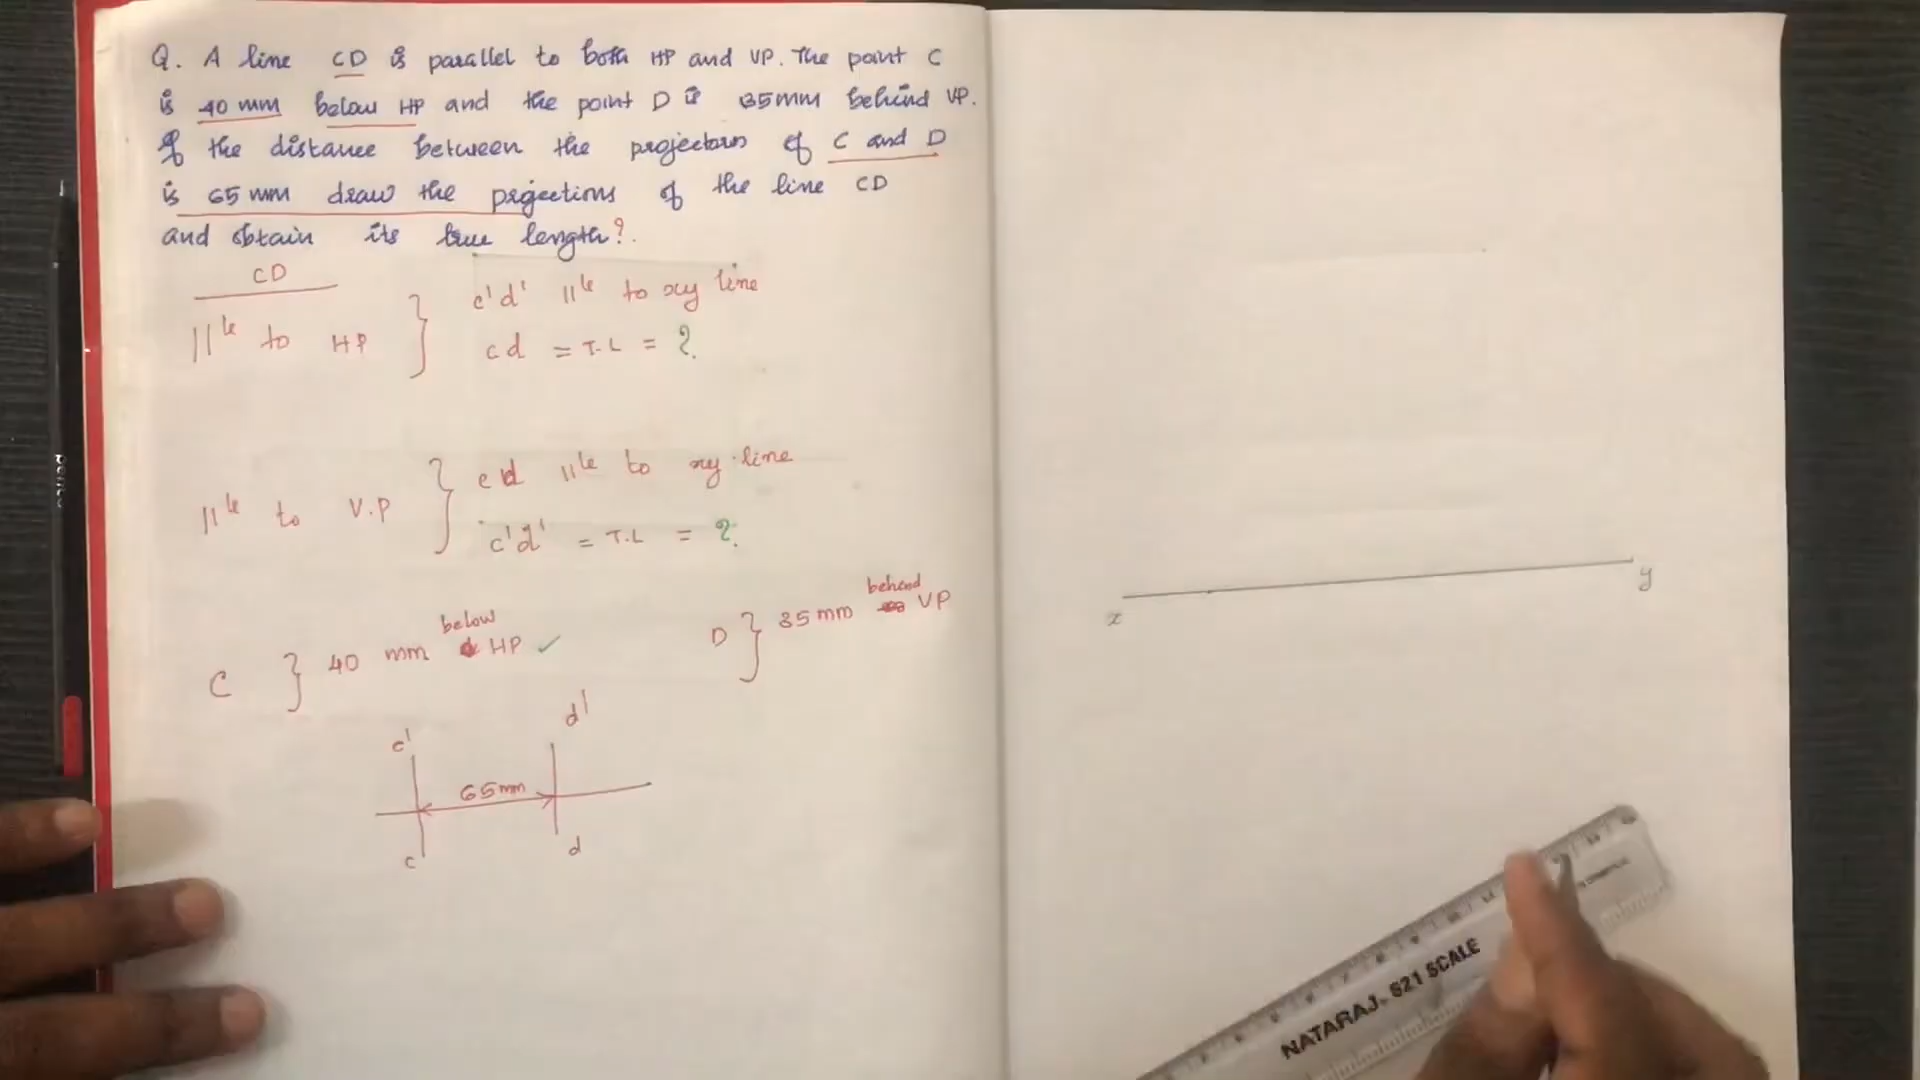 Q. A line CD is parallel to both HP and VP. The point C
is 40 mm below HP and the point D is 35mm behind VP.
If the distance between the projectors of C and D
is 65 mm draw the projections of the line CD
and obtain its true length?.
CD
||le to HP } c'd' ||le to xy line
cd = T.L = ?
||le to V.P } cd ||le to xy line
c'd' = T.L = ?
C } 40 mm below HP ✓
D } 35 mm behind VP
c' d'
65mm
c d
x y
NATARAJ 621 SCALE